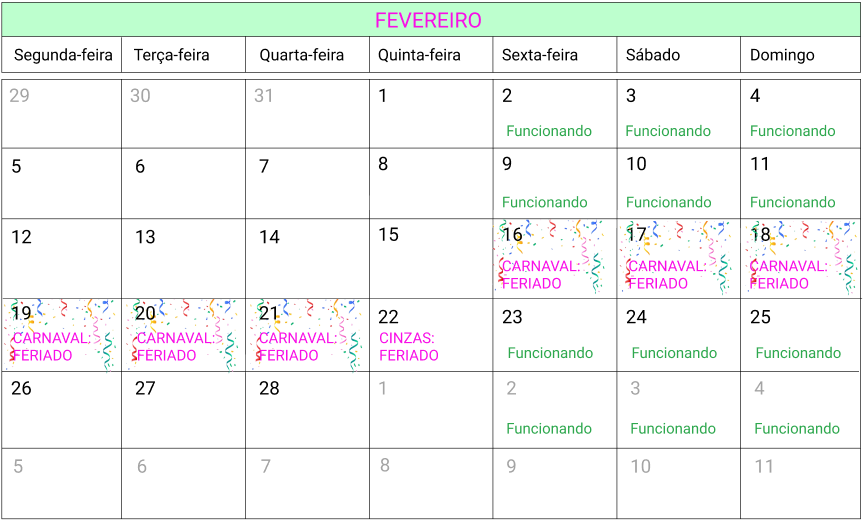 FEVEREIRO
Segunda-feira Terça-feira Quarta-feira Quinta-feira Sexta-feira Sábado Domingo
29 30 31 1 2 3 4
Funcionando Funcionando Funcionando
5 6 7 8 9 10 11
Funcionando Funcionando Funcionando
12 13 14 15 16 17 18
CARNAVAL: CARNAVAL: CARNAVAL:
FERIADO FERIADO FERIADO
19 20 21 22 23 24 25
CARNAVAL: CARNAVAL: CARNAVAL: CINZAS: Funcionando Funcionando Funcionando
FERIADO FERIADO FERIADO FERIADO
26 27 28 1 2 3 4
Funcionando Funcionando Funcionando
5 6 7 8 9 10 11